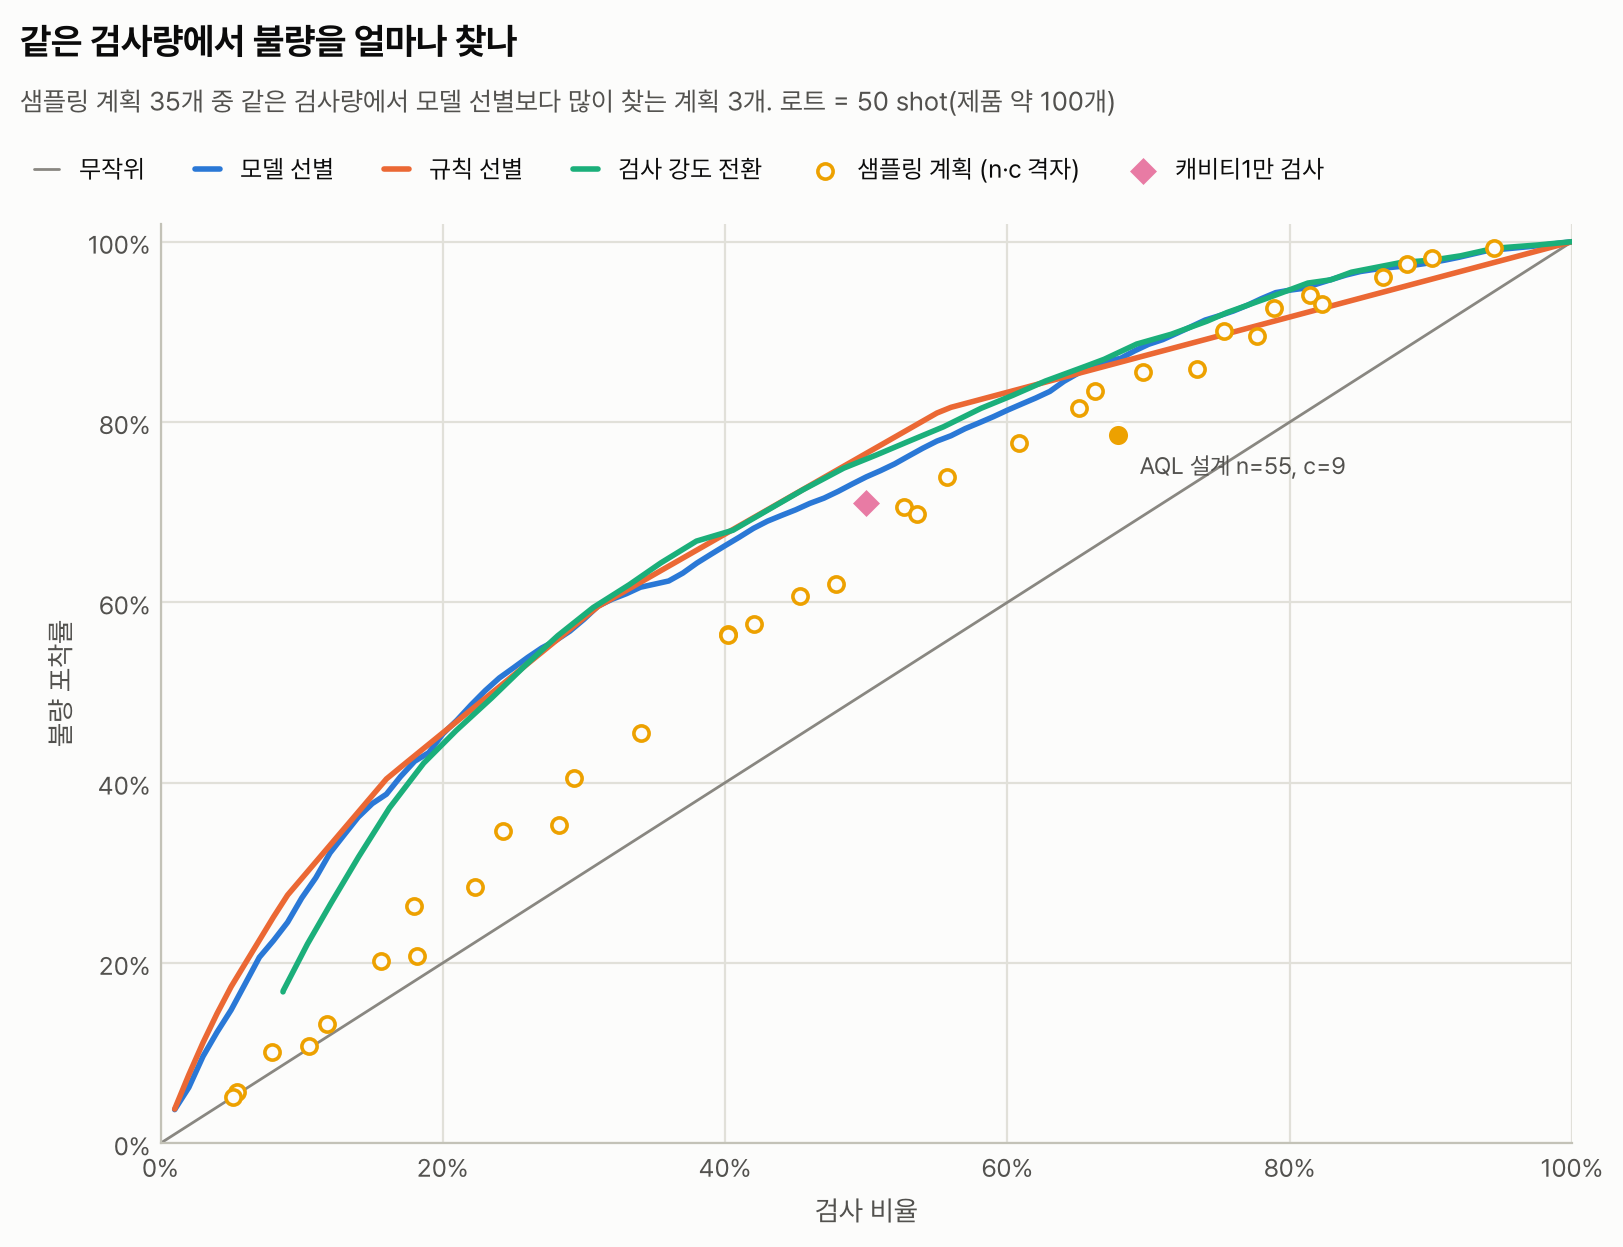 같은 검사량에서 불량을 얼마나 찾나
샘플링 계획 35개 중 같은 검사량에서 모델 선별보다 많이 찾는 계획 3개. 로트 = 50 shot(제품 약 100개)
무작위 모델 선별 규칙 선별 검사 강도 전환 샘플링 계획 (n·c 격자) 캐비티1만 검사
100%
80%
60%
40%
20%
0%
불량 포착률
AQL 설계 n=55, c=9
0% 20% 40% 60% 80% 100%
검사 비율